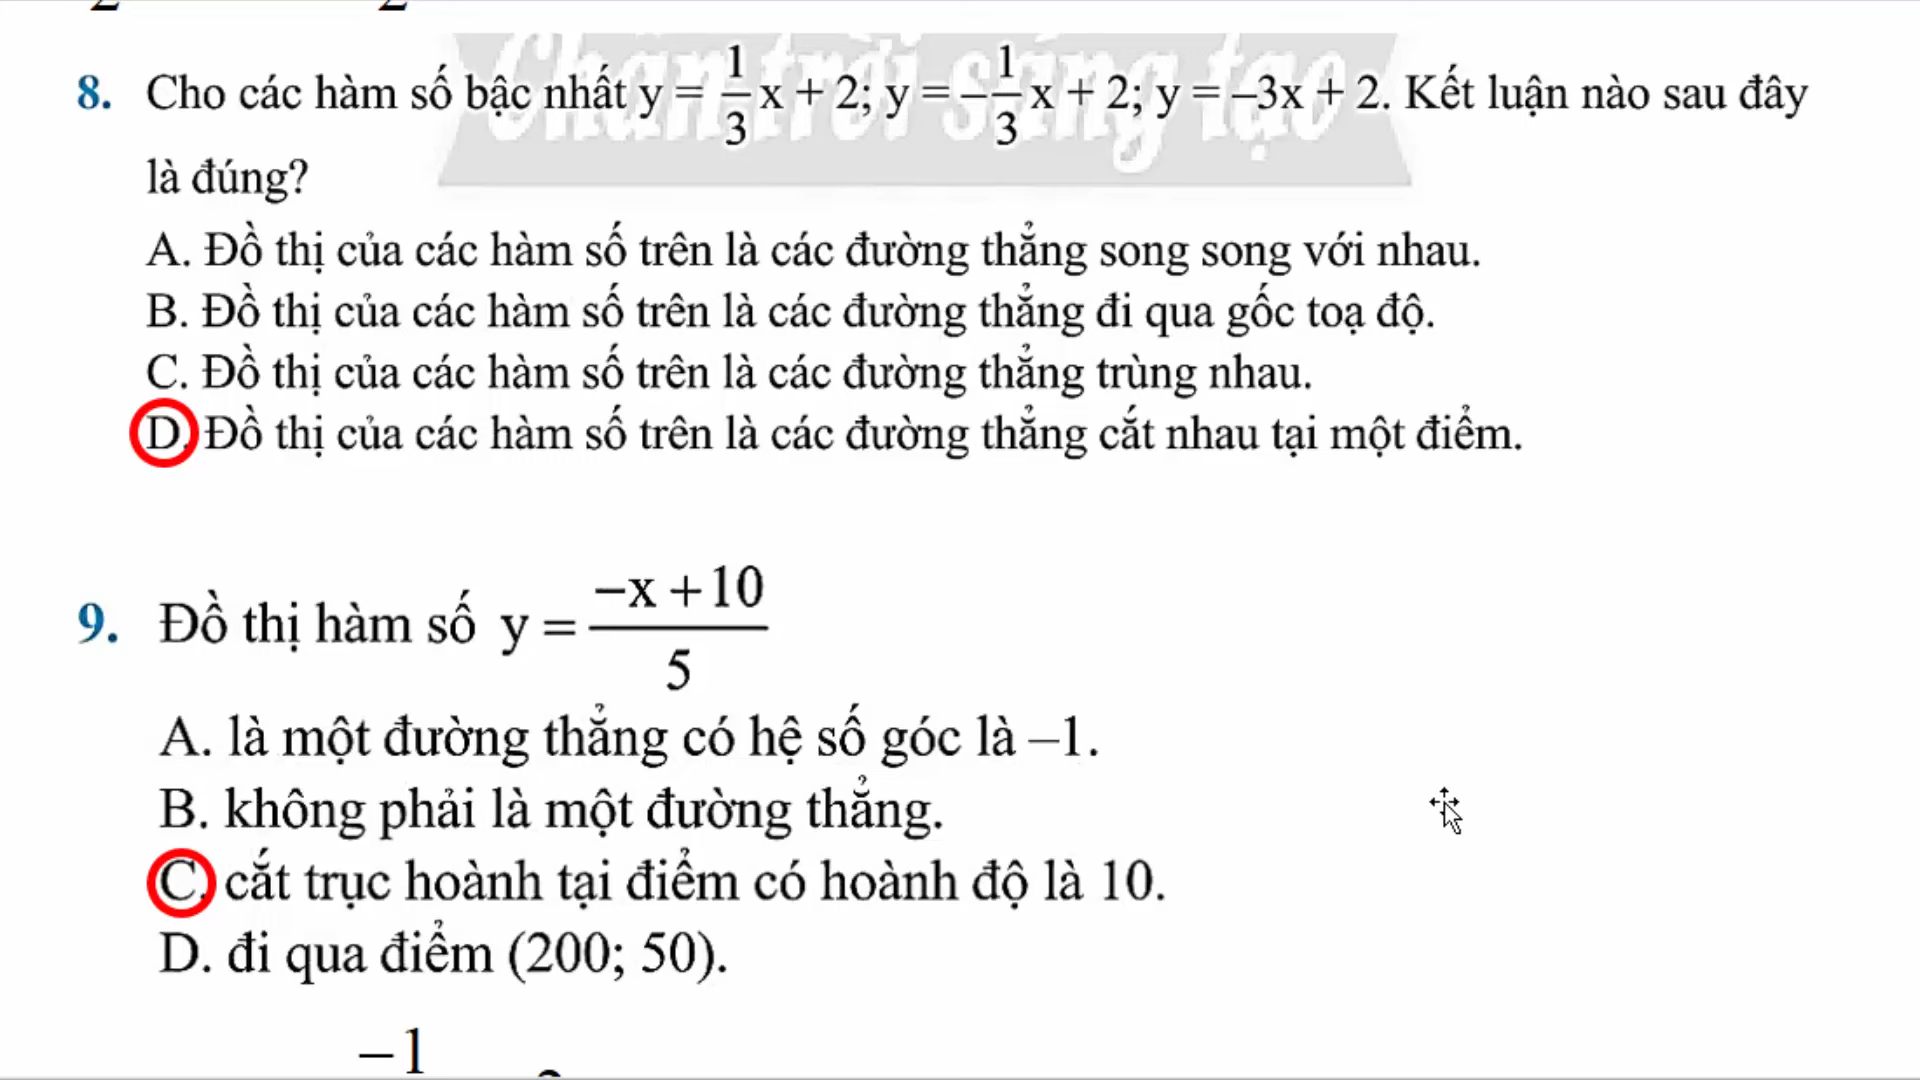 Chân trời sáng tạo
8. Cho các hàm số bậc nhất y = 1/3 x + 2; y = –1/3 x + 2; y = –3x + 2. Kết luận nào sau đây
là đúng?
A. Đồ thị của các hàm số trên là các đường thẳng song song với nhau.
B. Đồ thị của các hàm số trên là các đường thẳng đi qua gốc toạ độ.
C. Đồ thị của các hàm số trên là các đường thẳng trùng nhau.
D. Đồ thị của các hàm số trên là các đường thẳng cắt nhau tại một điểm.
9. Đồ thị hàm số y = (–x + 10)/5
A. là một đường thẳng có hệ số góc là –1.
B. không phải là một đường thẳng.
C. cắt trục hoành tại điểm có hoành độ là 10.
D. đi qua điểm (200; 50).
–1